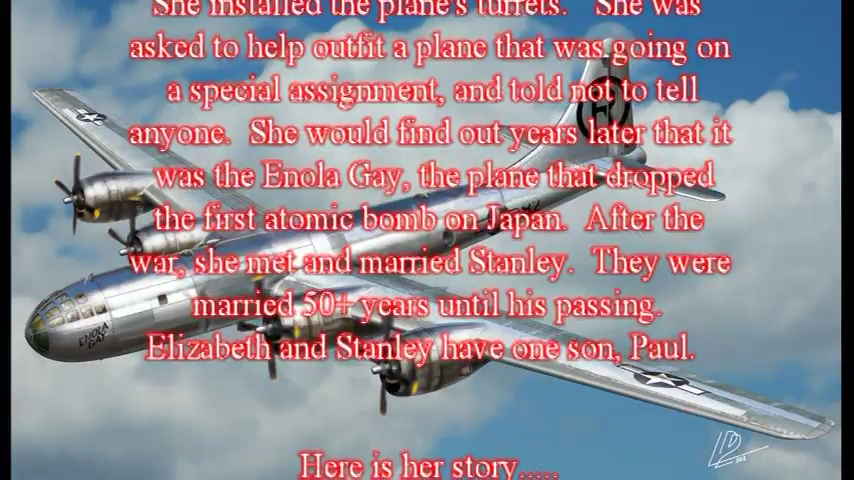 She installed the plane's turrets. She was
asked to help outfit a plane that was going on
a special assignment, and told not to tell
anyone. She would find out years later that it
was the Enola Gay, the plane that dropped
the first atomic bomb on Japan. After the
war, she met and married Stanley. They were
married 50+ years until his passing.
Elizabeth and Stanley have one son, Paul.
ENOLA
GAY
Here is her story.....